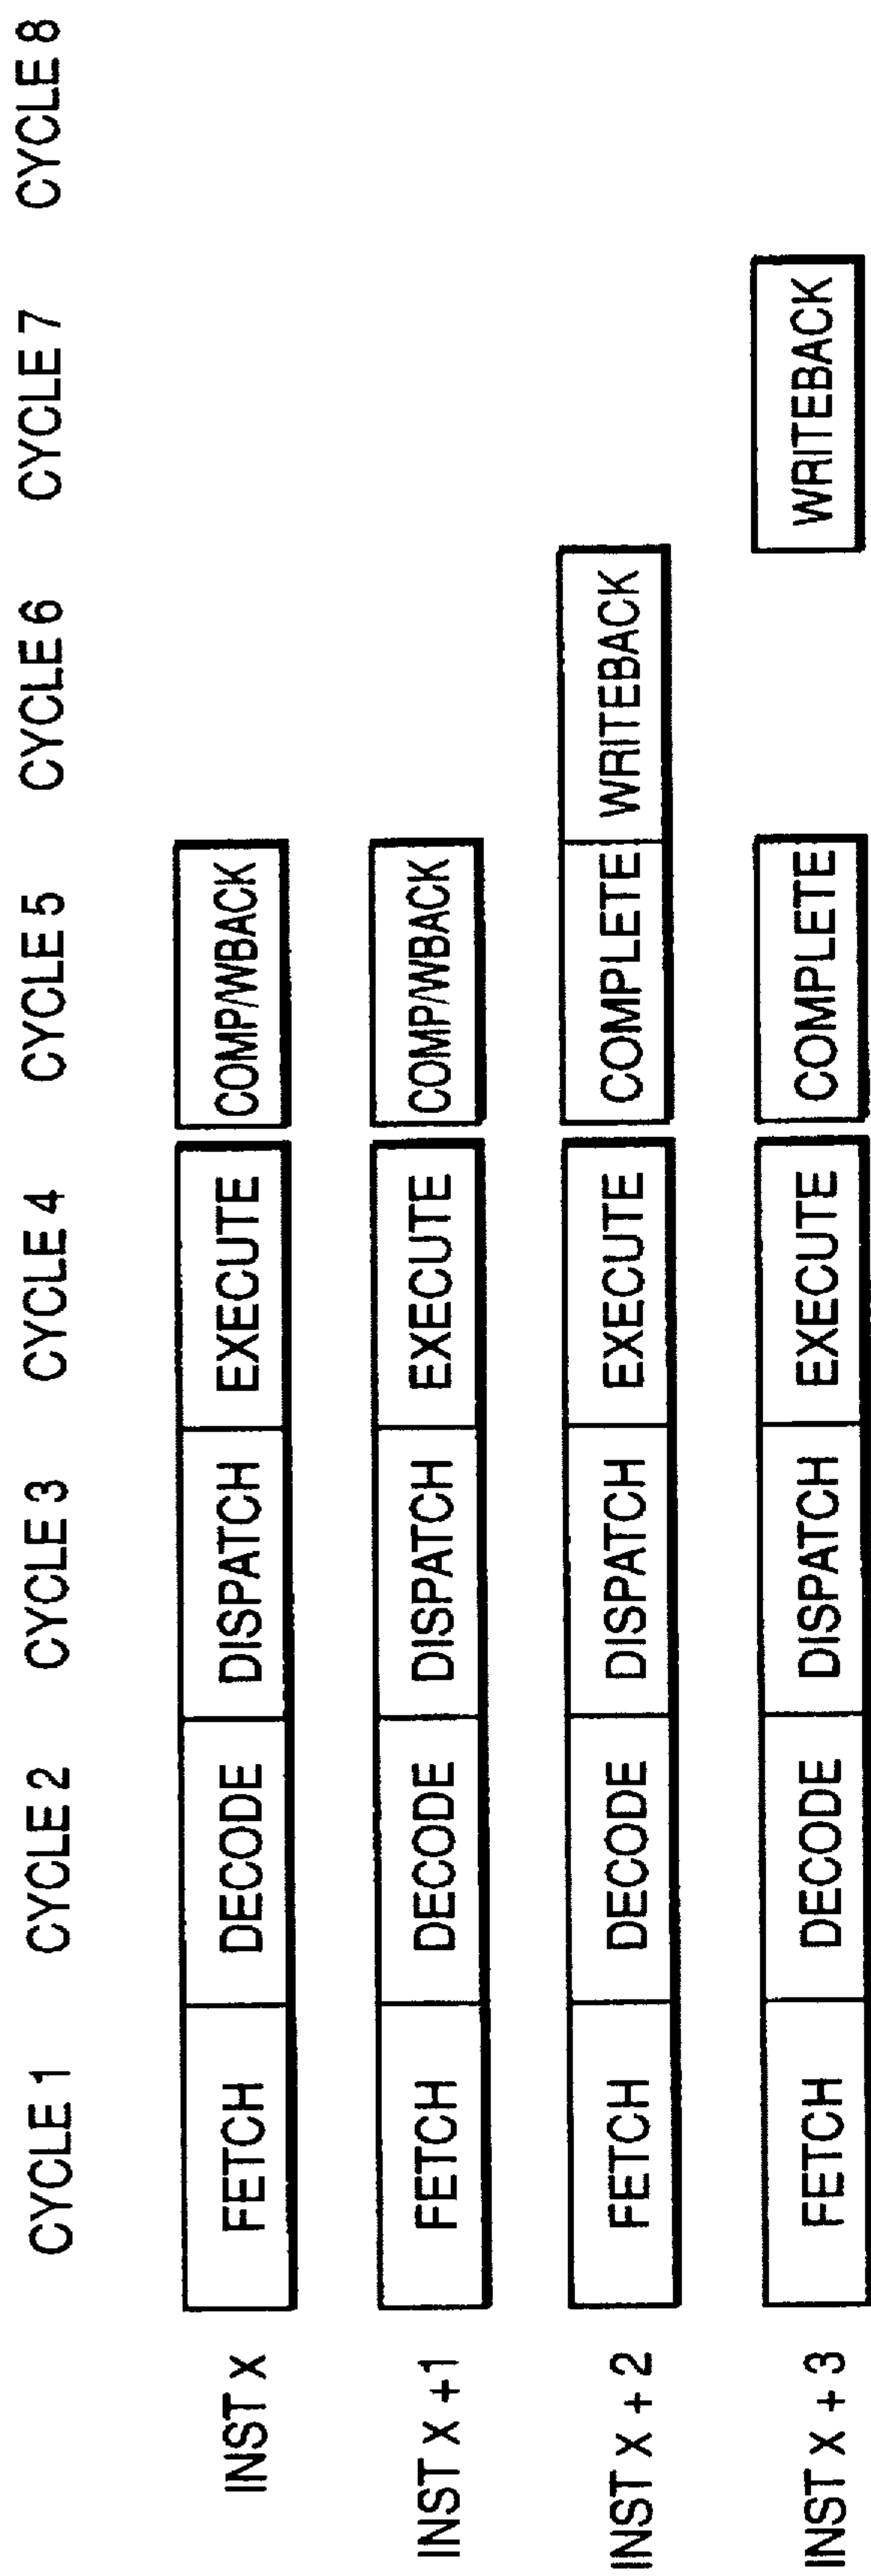 CYCLE 1 CYCLE 2 CYCLE 3 CYCLE 4 CYCLE 5 CYCLE 6 CYCLE 7 CYCLE 8
INST X FETCH DECODE DISPATCH EXECUTE COMP/WBACK
INST X +1 FETCH DECODE DISPATCH EXECUTE COMP/WBACK
INST X + 2 FETCH DECODE DISPATCH EXECUTE COMPLETE WRITEBACK
INST X + 3 FETCH DECODE DISPATCH EXECUTE COMPLETE WRITEBACK